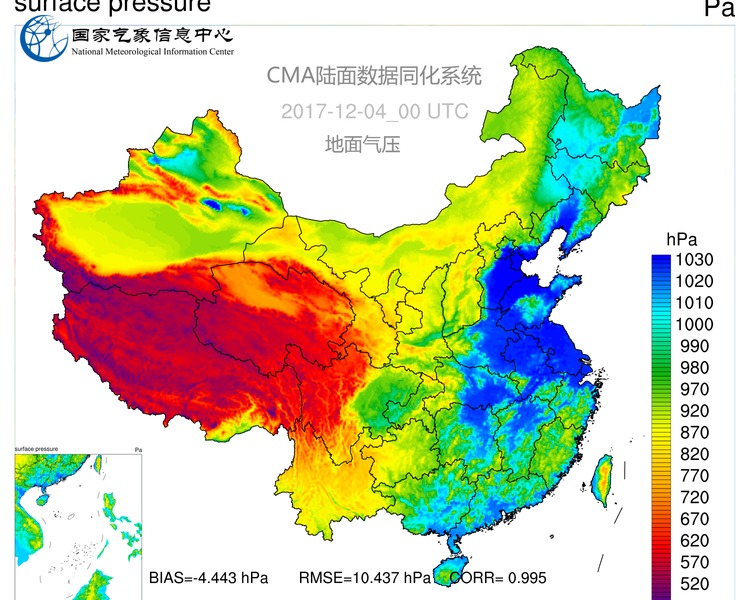 surface pressure
Pa
国家气象信息中心
National Meteorological Information Center
CMA陆面数据同化系统
2017-12-04_00 UTC
地面气压
hPa
1030
1020
1010
1000
990
980
970
920
870
820
770
720
670
620
570
520
surface pressure
Pa
BIAS=-4.443 hPa
RMSE=10.437 hPa
CORR= 0.995